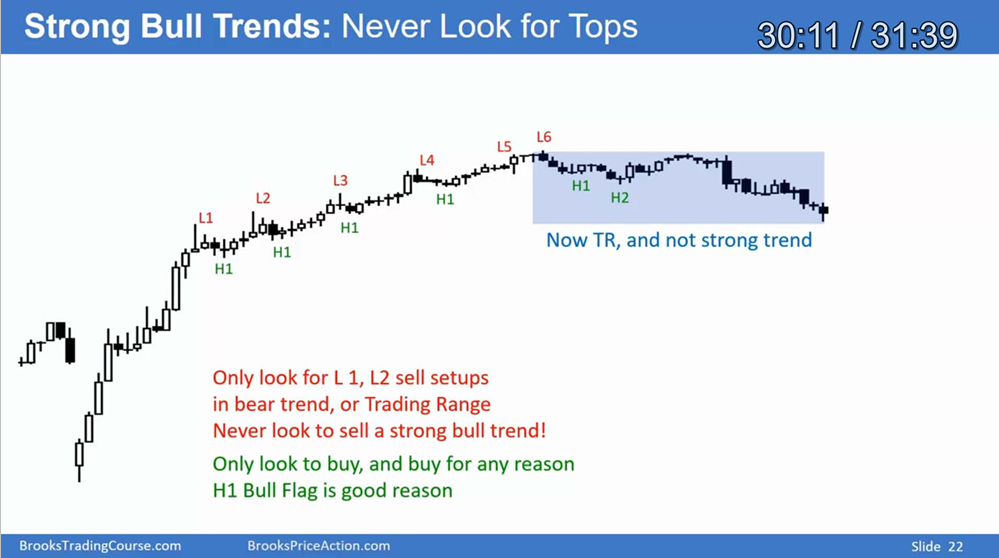 Strong Bull Trends: Never Look for Tops
30:11 / 31:39
L6
L5
L4
L3
L2
L1
H1
H1
H1
H1
H1
H2
Now TR, and not strong trend
Only look for L 1, L2 sell setups
in bear trend, or Trading Range
Never look to sell a strong bull trend!
Only look to buy, and buy for any reason
H1 Bull Flag is good reason
BrooksTradingCourse.com
BrooksPriceAction.com
Slide 22